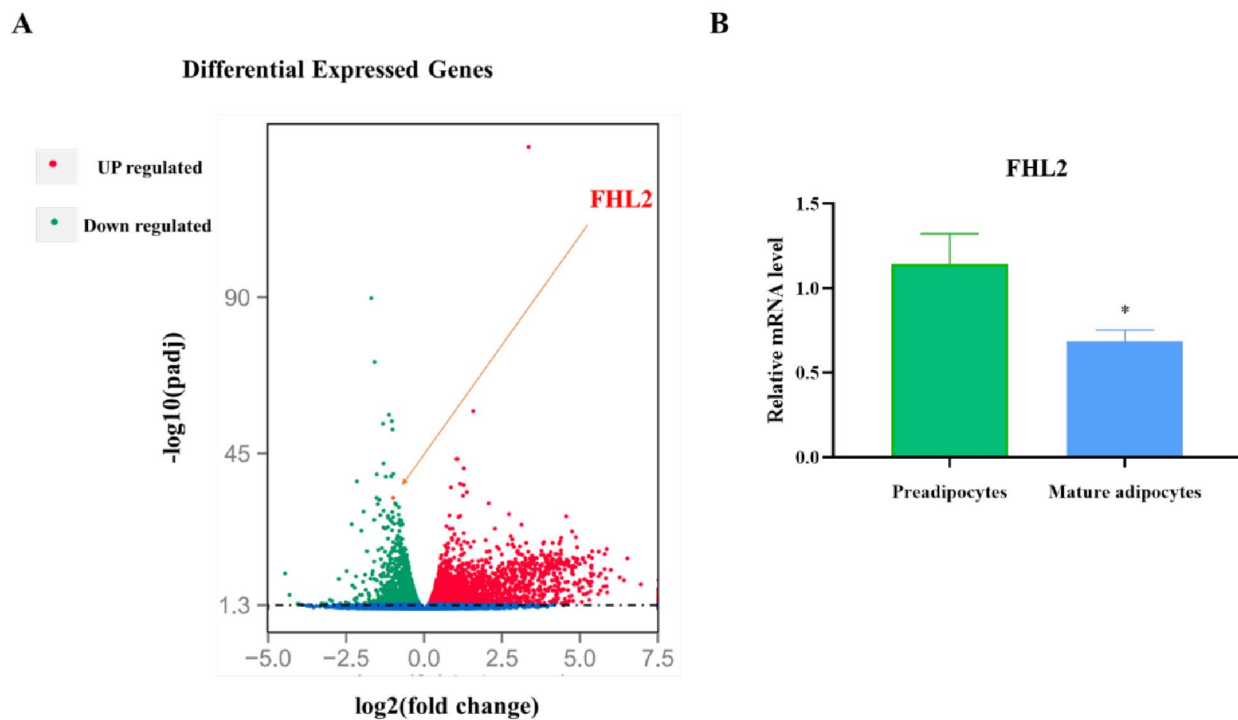 A
Differential Expressed Genes
UP regulated
Down regulated
FHL2
90
45
1.3
-log10(padj)
−5.0 −2.5 0.0 2.5 5.0 7.5
log2(fold change)
B
FHL2
1.5
1.0
0.5
0.0
Relative mRNA level
*
Preadipocytes Mature adipocytes